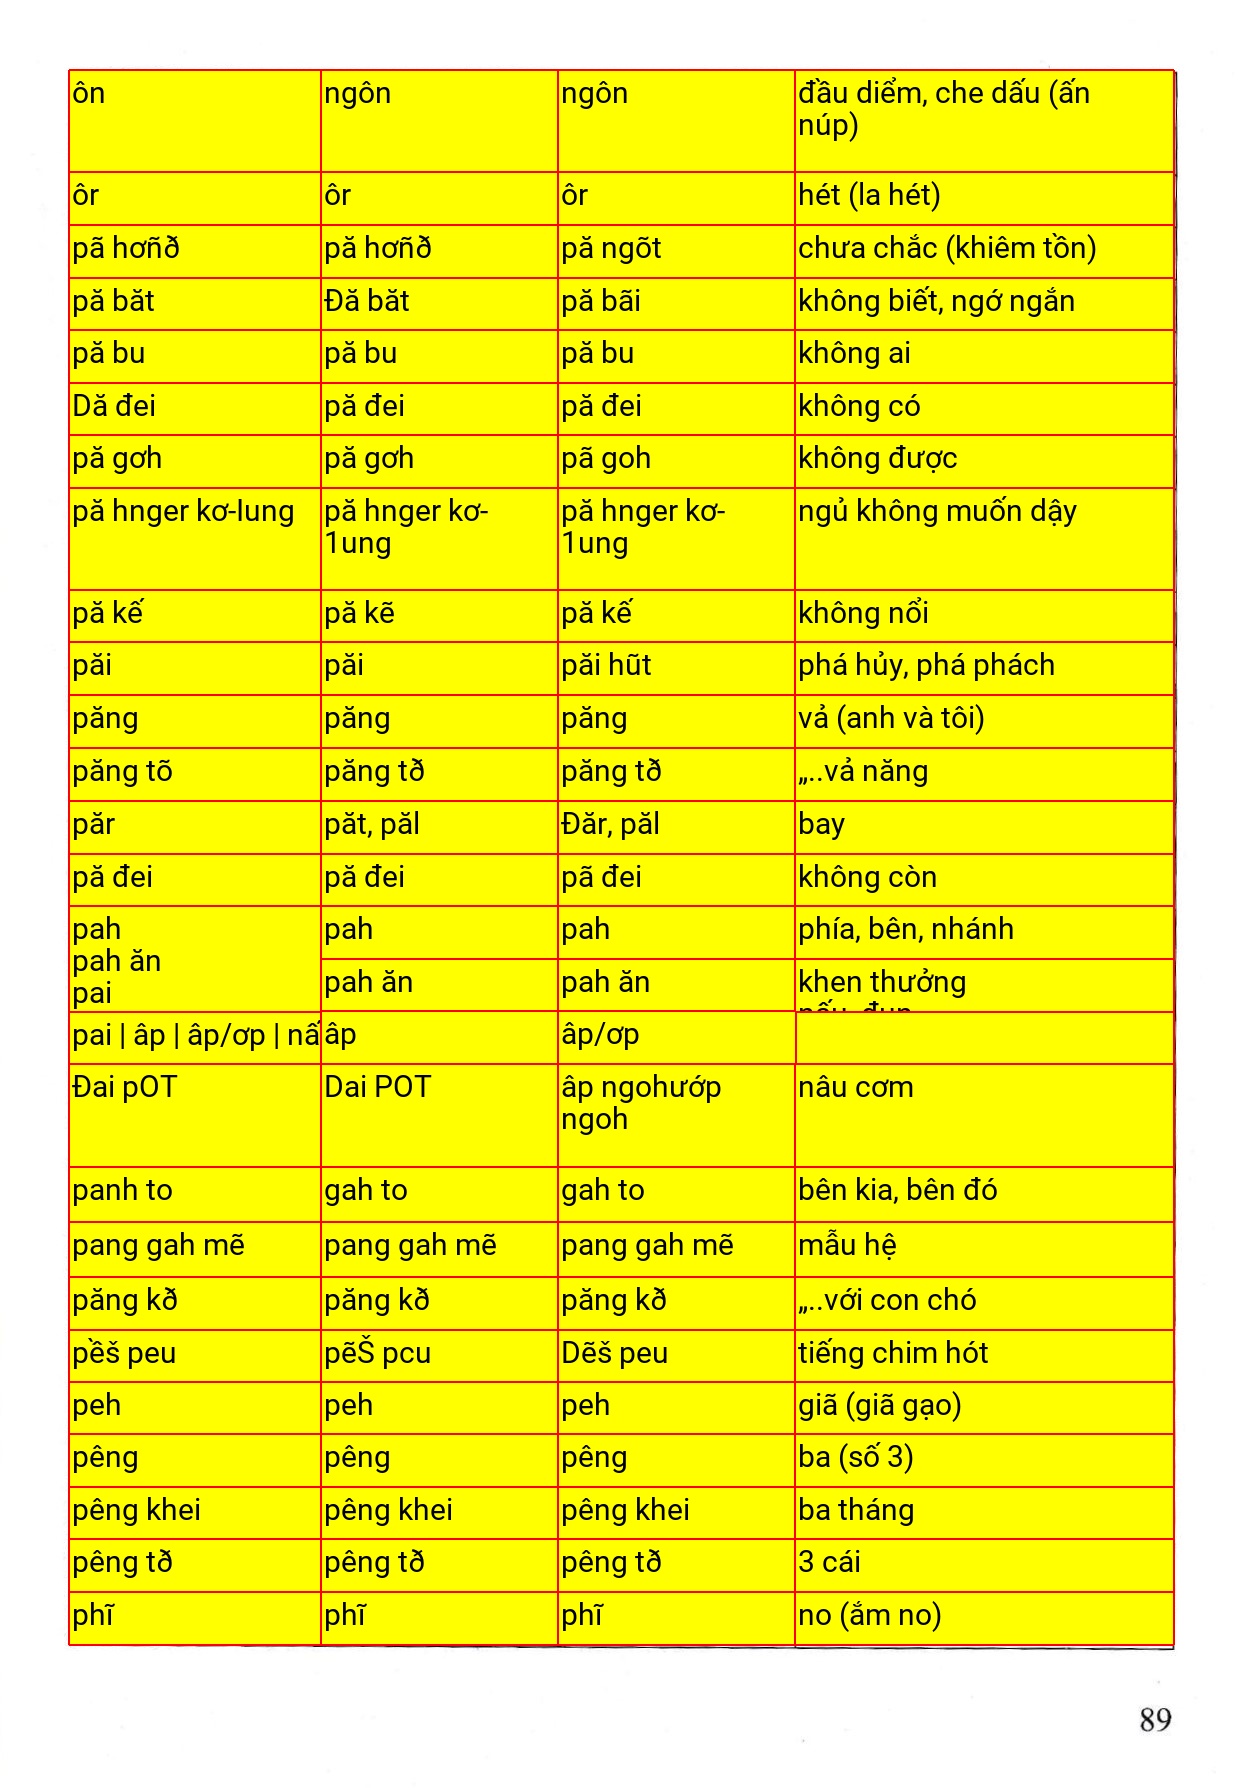 ôn ngôn ngôn đầu diểm, che dấu (ấn
núp)
ôr ôr ôr hét (la hét)
pã hơñð pă hơñð pă ngõt chưa chắc (khiêm tồn)
pă băt Đă băt pă bãi không biết, ngớ ngẩn
pă bu pă bu pă bu không ai
Dă đei pă đei pă đei không có
pă gơh pă gơh pã goh không được
pă hnger kơ-lung pă hnger kơ- pă hnger kơ- ngủ không muốn dậy
1ung 1ung
pă kế pă kẽ pă kế không nổi
păi păi păi hũt phá hủy, phá phách
păng păng păng vả (anh và tôi)
păng tõ păng tð păng tð „..vả năng
păr păt, păl Đăr, păl bay
pă đei pă đei pã đei không còn
pah pah pah phía, bên, nhánh
pah ăn pah ăn pah ăn khen thưởng
pai
pai | âp | âp/ơp | nấ âp âp/ơp
Đai pOT Dai POT âp ngohướp nâu cơm
ngoh
panh to gah to gah to bên kia, bên đó
pang gah mẽ pang gah mẽ pang gah mẽ mẫu hệ
păng kð păng kð păng kð „..với con chó
pềš peu pẽŠ pcu Dẽš peu tiếng chim hót
peh peh peh giã (giã gạo)
pêng pêng pêng ba (số 3)
pêng khei pêng khei pêng khei ba tháng
pêng tð pêng tð pêng tð 3 cái
phĩ phĩ phĩ no (ắm no)
89